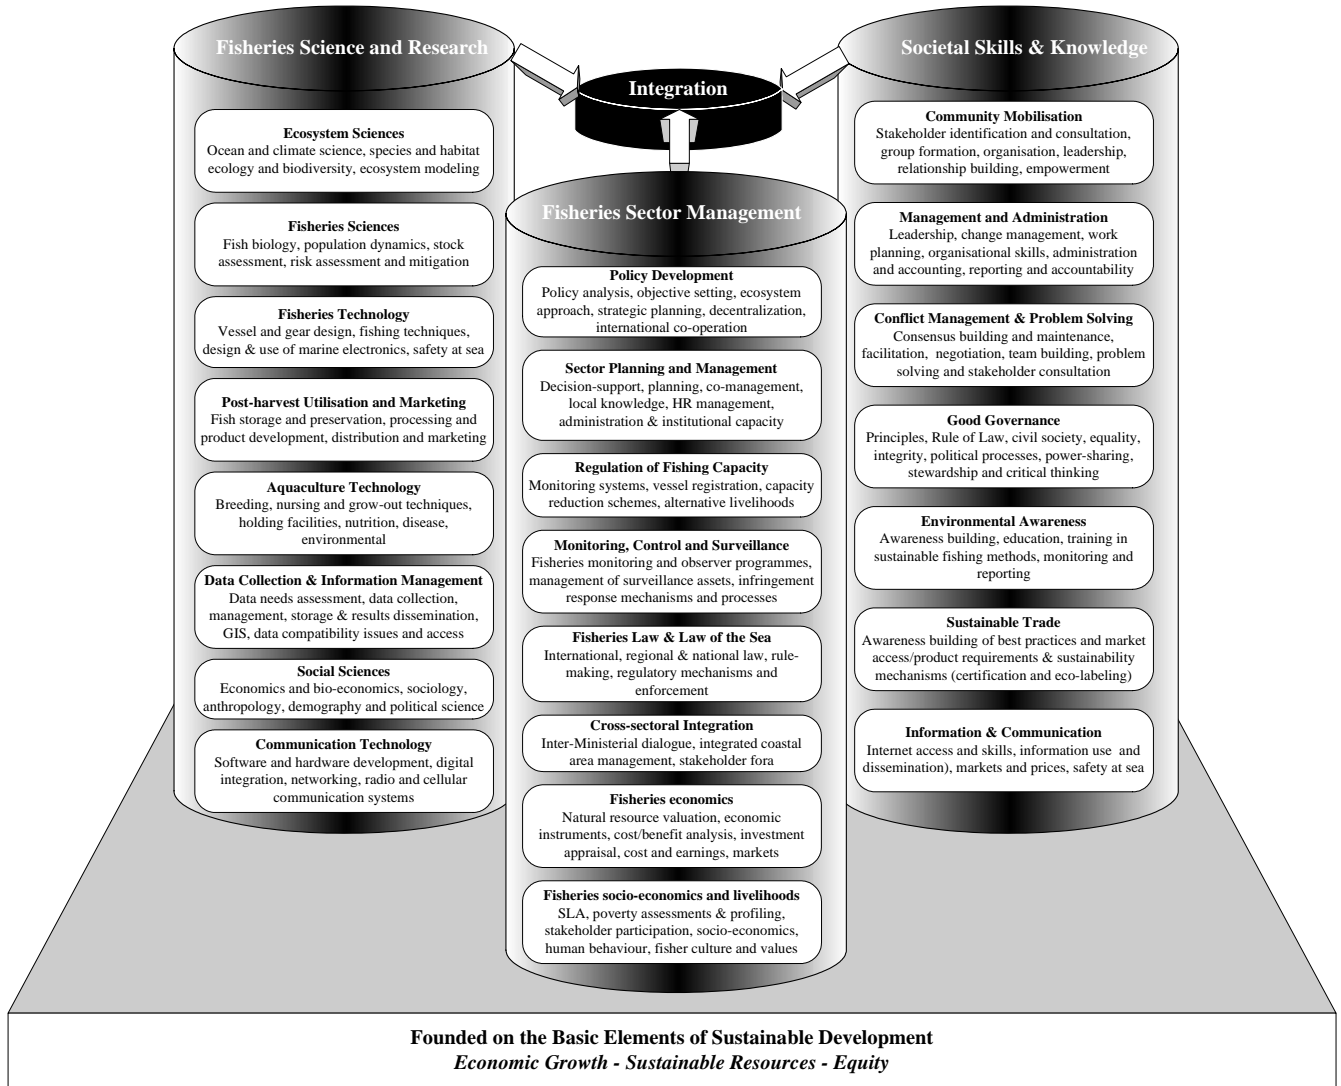 Fisheries Science and Research
Ecosystem Sciences
Ocean and climate science, species and habitat
ecology and biodiversity, ecosystem modeling
Fisheries Sciences
Fish biology, population dynamics, stock
assessment, risk assessment and mitigation
Fisheries Technology
Vessel and gear design, fishing techniques,
design & use of marine electronics, safety at sea
Post-harvest Utilisation and Marketing
Fish storage and preservation, processing and
product development, distribution and marketing
Aquaculture Technology
Breeding, nursing and grow-out techniques,
holding facilities, nutrition, disease,
environmental
Data Collection & Information Management
Data needs assessment, data collection,
management, storage & results dissemination,
GIS, data compatibility issues and access
Social Sciences
Economics and bio-economics, sociology,
anthropology, demography and political science
Communication Technology
Software and hardware development, digital
integration, networking, radio and cellular
communication systems
Integration
Fisheries Sector Management
Policy Development
Policy analysis, objective setting, ecosystem
approach, strategic planning, decentralization,
international co-operation
Sector Planning and Management
Decision-support, planning, co-management,
local knowledge, HR management,
administration & institutional capacity
Regulation of Fishing Capacity
Monitoring systems, vessel registration, capacity
reduction schemes, alternative livelihoods
Monitoring, Control and Surveillance
Fisheries monitoring and observer programmes,
management of surveillance assets, infringement
response mechanisms and processes
Fisheries Law & Law of the Sea
International, regional & national law, rule-
making, regulatory mechanisms and
enforcement
Cross-sectoral Integration
Inter-Ministerial dialogue, integrated coastal
area management, stakeholder fora
Fisheries economics
Natural resource valuation, economic
instruments, cost/benefit analysis, investment
appraisal, cost and earnings, markets
Fisheries socio-economics and livelihoods
SLA, poverty assessments & profiling,
stakeholder participation, socio-economics,
human behaviour, fisher culture and values
Societal Skills & Knowledge
Community Mobilisation
Stakeholder identification and consultation,
group formation, organisation, leadership,
relationship building, empowerment
Management and Administration
Leadership, change management, work
planning, organisational skills, administration
and accounting, reporting and accountability
Conflict Management & Problem Solving
Consensus building and maintenance,
facilitation, negotiation, team building, problem
solving and stakeholder consultation
Good Governance
Principles, Rule of Law, civil society, equality,
integrity, political processes, power-sharing,
stewardship and critical thinking
Environmental Awareness
Awareness building, education, training in
sustainable fishing methods, monitoring and
reporting
Sustainable Trade
Awareness building of best practices and market
access/product requirements & sustainability
mechanisms (certification and eco-labeling)
Information & Communication
Internet access and skills, information use and
dissemination), markets and prices, safety at sea
Founded on the Basic Elements of Sustainable Development
Economic Growth - Sustainable Resources - Equity